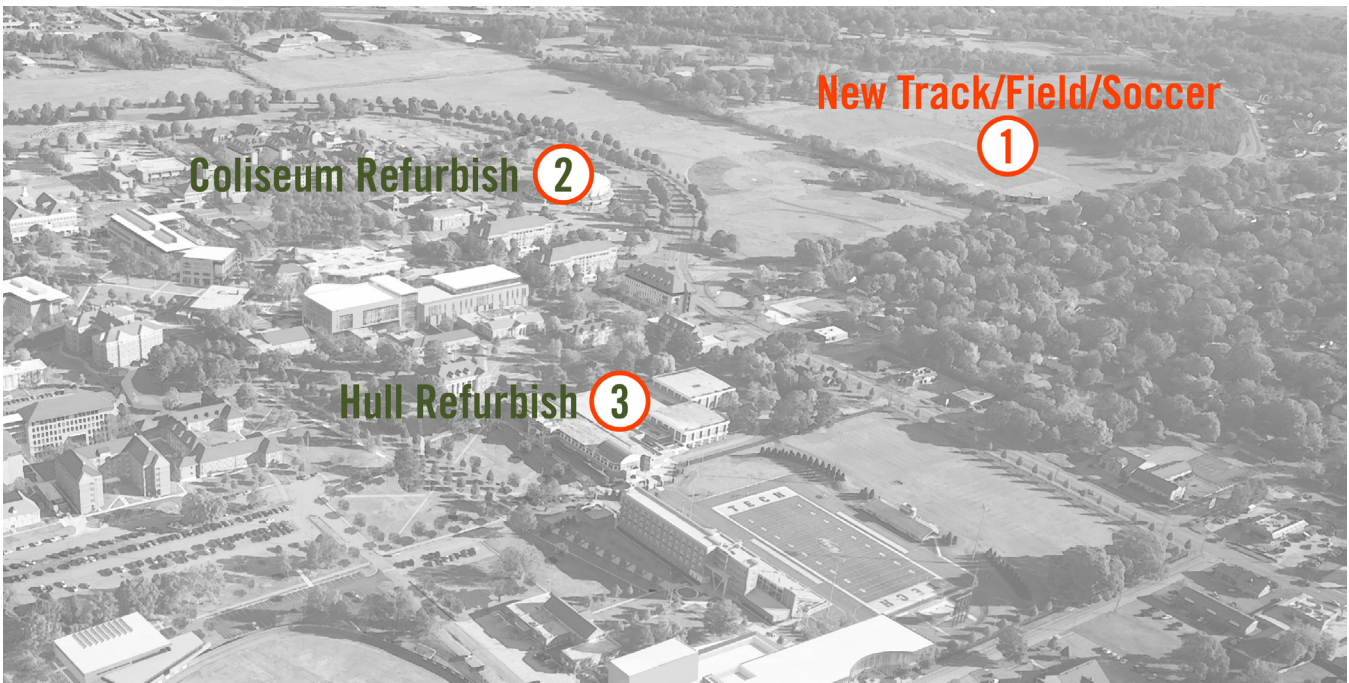 New Track/Field/Soccer
1
Coliseum Refurbish 2
Hull Refurbish 3
TECH
TECH